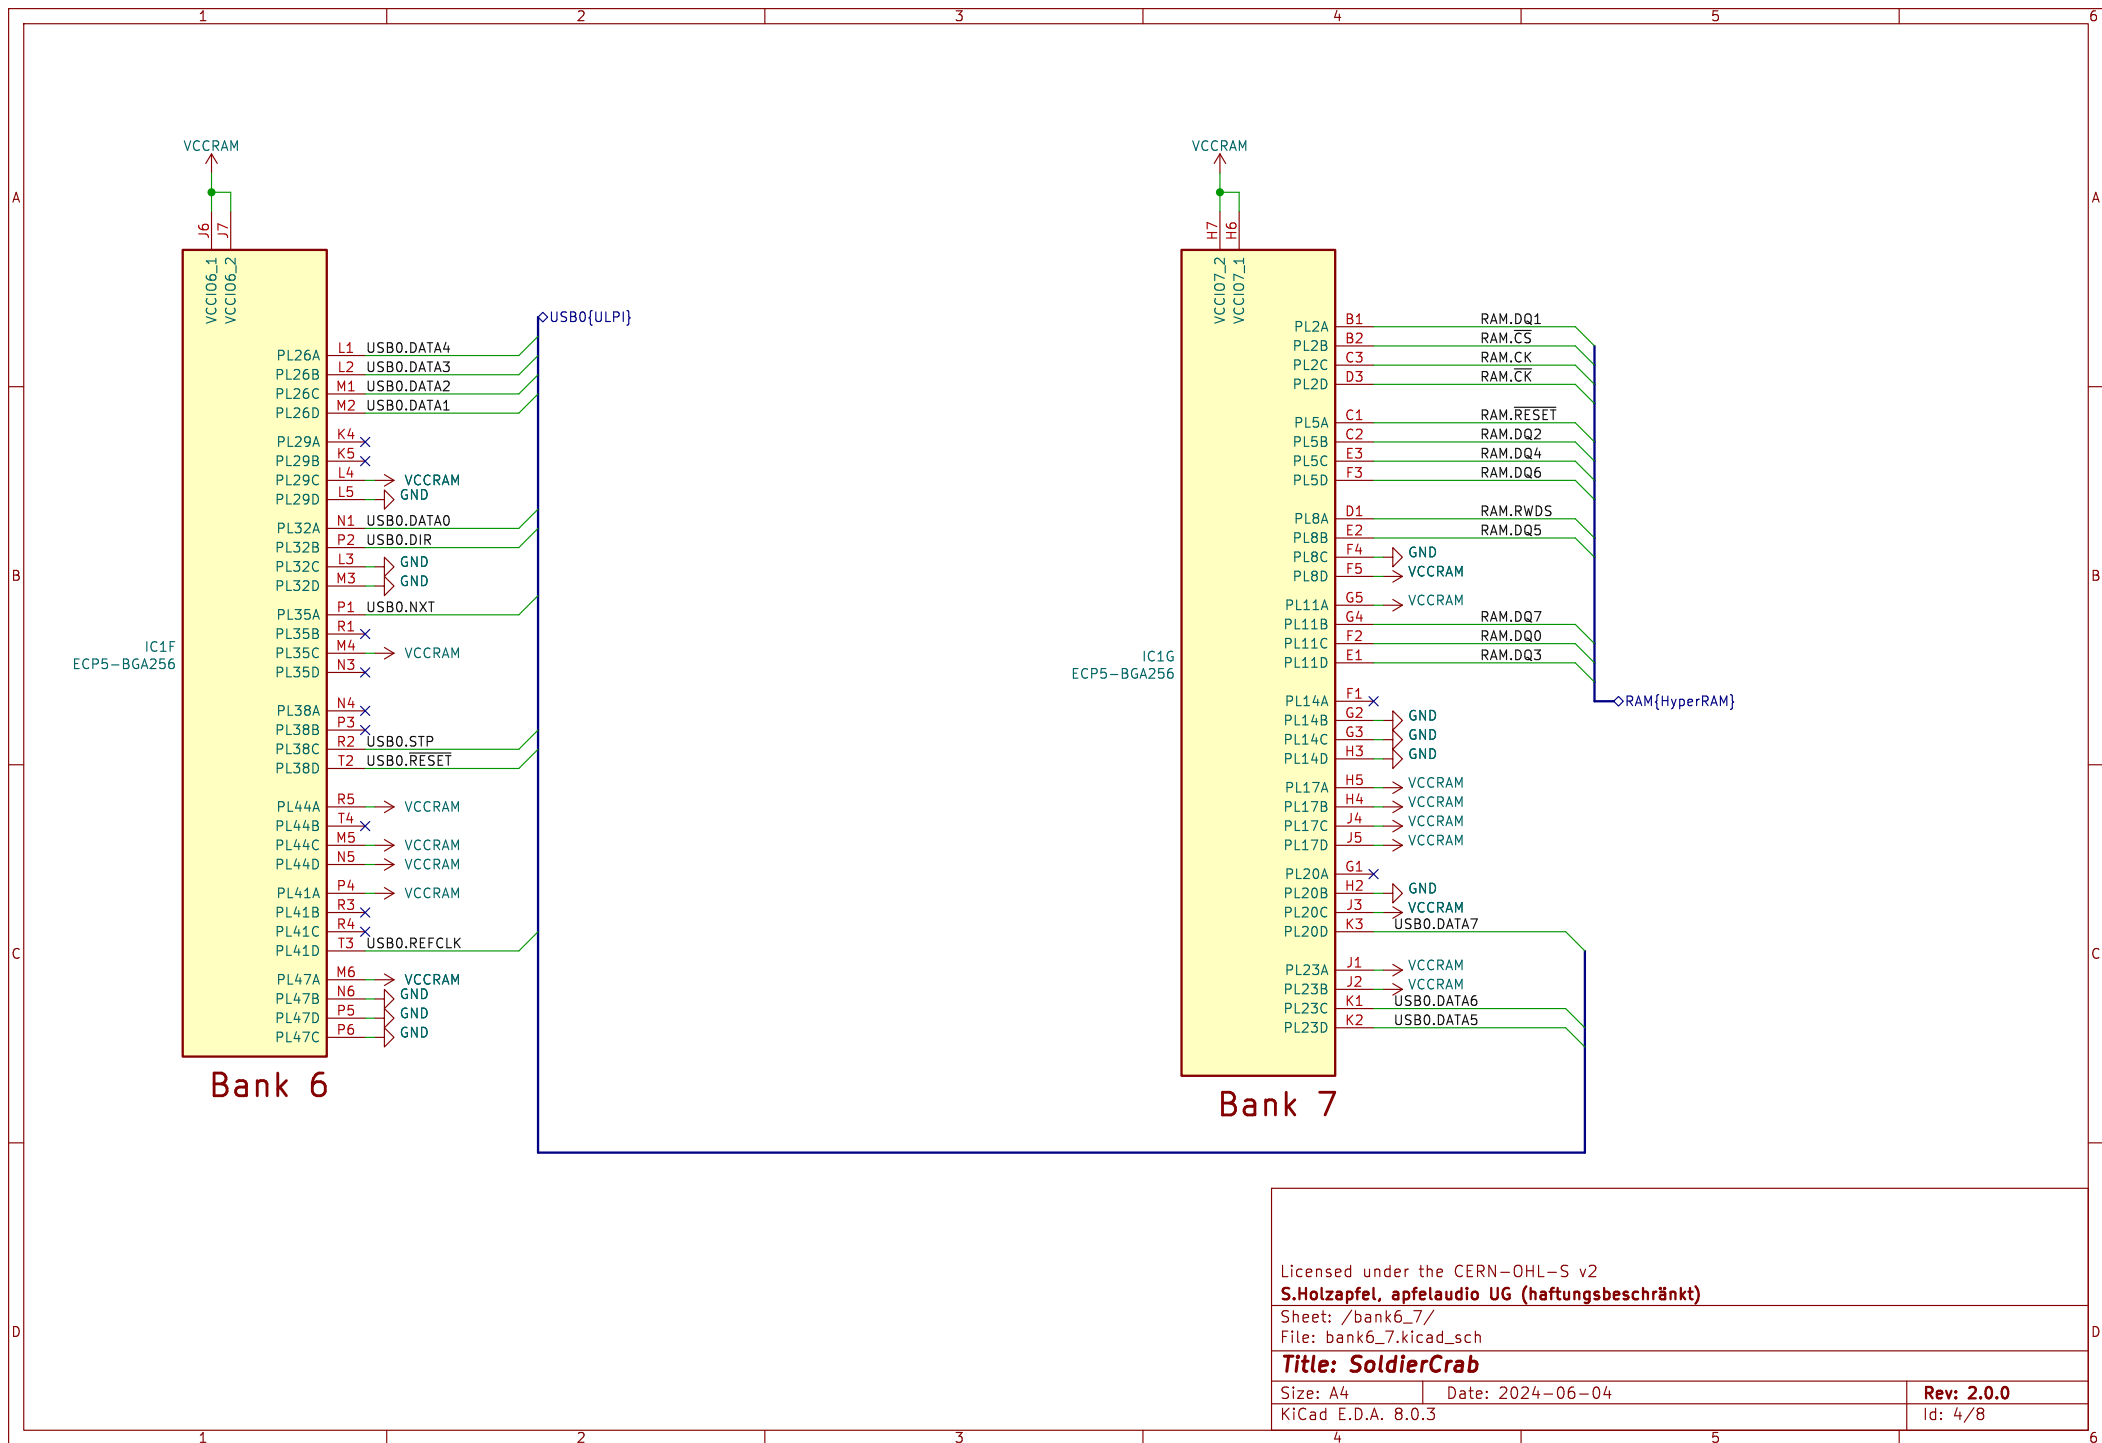 1 2 3 4 5 6
A A
B B
C C
D D
VCCRAM
J6 J7
VCCIO6_1
VCCIO6_2
USB0{ULPI}
PL26A L1 USB0.DATA4
PL26B L2 USB0.DATA3
PL26C M1 USB0.DATA2
PL26D M2 USB0.DATA1
PL29A K4
PL29B K5
PL29C L4 VCCRAM
PL29D L5 GND
PL32A N1 USB0.DATA0
PL32B P2 USB0.DIR
PL32C L3 GND
PL32D M3 GND
PL35A P1 USB0.NXT
PL35B R1
PL35C M4 VCCRAM
PL35D N3
IC1F
ECP5-BGA256
PL38A N4
PL38B P3
PL38C R2 USB0.STP
PL38D T2 USB0.RESET
PL44A R5 VCCRAM
PL44B T4
PL44C M5 VCCRAM
PL44D N5 VCCRAM
PL41A P4 VCCRAM
PL41B R3
PL41C R4
PL41D T3 USB0.REFCLK
PL47A M6 VCCRAM
PL47B N6 GND
PL47D P5 GND
PL47C P6 GND
Bank 6
VCCRAM
H7 H6
VCCIO7_2
VCCIO7_1
PL2A B1 RAM.DQ1
PL2B B2 RAM.CS
PL2C C3 RAM.CK
PL2D D3 RAM.CK
PL5A C1 RAM.RESET
PL5B C2 RAM.DQ2
PL5C E3 RAM.DQ4
PL5D F3 RAM.DQ6
PL8A D1 RAM.RWDS
PL8B E2 RAM.DQ5
PL8C F4 GND
PL8D F5 VCCRAM
PL11A G5 VCCRAM
PL11B G4 RAM.DQ7
PL11C F2 RAM.DQ0
PL11D E1 RAM.DQ3
IC1G
ECP5-BGA256
RAM{HyperRAM}
PL14A F1
PL14B G2 GND
PL14C G3 GND
PL14D H3 GND
PL17A H5 VCCRAM
PL17B H4 VCCRAM
PL17C J4 VCCRAM
PL17D J5 VCCRAM
PL20A G1
PL20B H2 GND
PL20C J3 VCCRAM
PL20D K3 USB0.DATA7
PL23A J1 VCCRAM
PL23B J2 VCCRAM
PL23C K1 USB0.DATA6
PL23D K2 USB0.DATA5
Bank 7
Licensed under the CERN-OHL-S v2
S.Holzapfel, apfelaudio UG (haftungsbeschränkt)
Sheet: /bank6_7/
File: bank6_7.kicad_sch
Title: SoldierCrab
Size: A4 Date: 2024-06-04 Rev: 2.0.0
KiCad E.D.A. 8.0.3 Id: 4/8
1 2 3 4 5 6